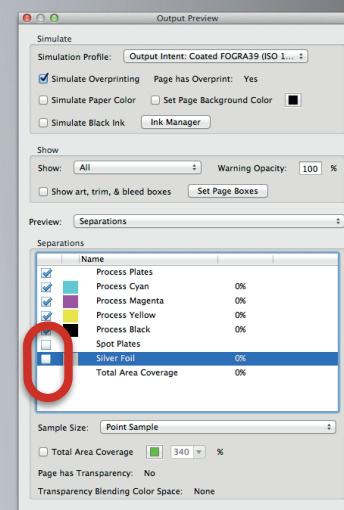 Output Preview
Simulate
Simulation Profile: Output Intent: Coated FOGRA39 (ISO 1...
Simulate Overprinting Page has Overprint: Yes
Simulate Paper Color Set Page Background Color
Simulate Black Ink Ink Manager
Show
Show: All Warning Opacity: 100 %
Show art, trim, & bleed boxes Set Page Boxes
Preview: Separations
Separations
Name
Process Plates
Process Cyan 0%
Process Magenta 0%
Process Yellow 0%
Process Black 0%
Spot Plates
Silver Foil 0%
Total Area Coverage 0%
Sample Size: Point Sample
Total Area Coverage 340 %
Page has Transparency: No
Transparency Blending Color Space: None